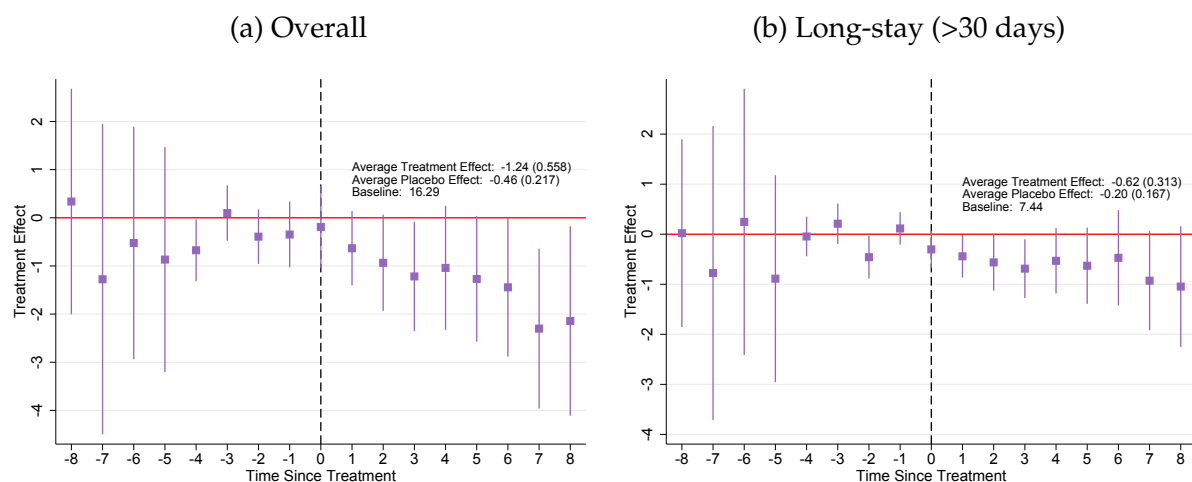 (a) Overall
2
1
0
-1
-2
-3
-4
Treatment Effect
Average Treatment Effect: -1.24 (0.558)
Average Placebo Effect: -0.46 (0.217)
Baseline: 16.29
-8 -7 -6 -5 -4 -3 -2 -1 0 1 2 3 4 5 6 7 8
Time Since Treatment
(b) Long-stay (>30 days)
2
1
0
-1
-2
-3
-4
Treatment Effect
Average Treatment Effect: -0.62 (0.313)
Average Placebo Effect: -0.20 (0.167)
Baseline: 7.44
-8 -7 -6 -5 -4 -3 -2 -1 0 1 2 3 4 5 6 7 8
Time Since Treatment